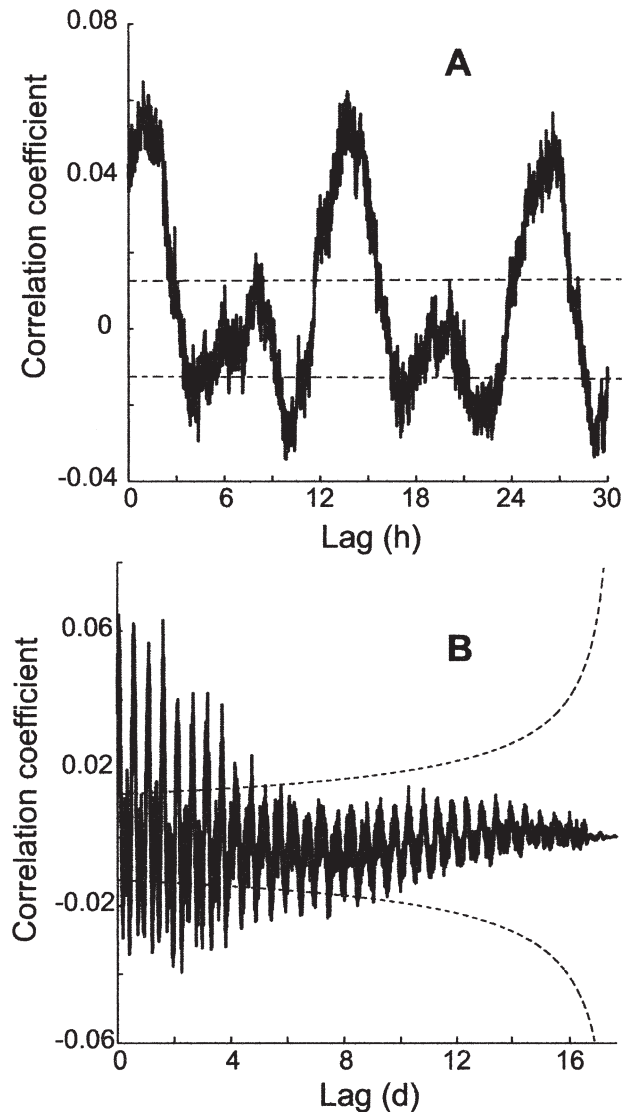 0.08
A
Correlation coefficient
0.04
0
-0.04
0 6 12 18 24 30
Lag (h)
0.06
B
Correlation coefficient
0.02
-0.02
-0.06
0 4 8 12 16
Lag (d)